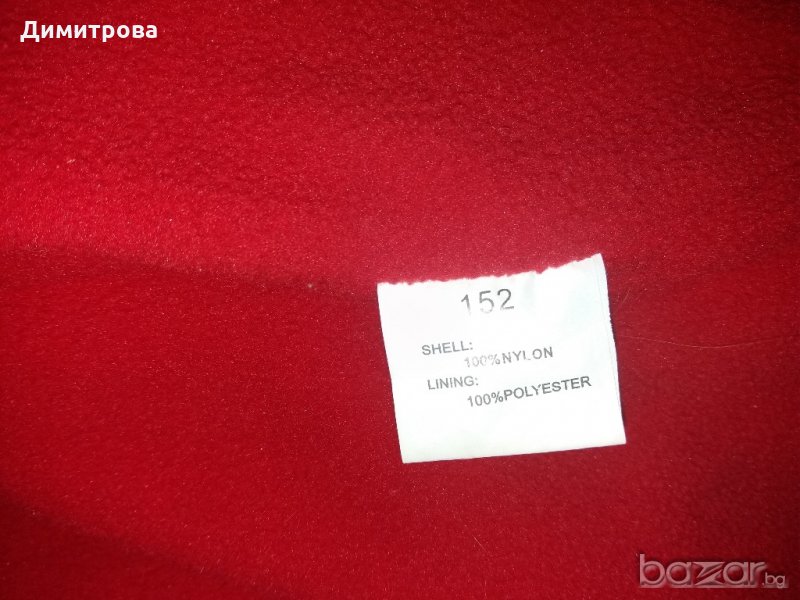 Димитрова
152
SHELL:
100%NYLON
LINING:
100%POLYESTER
bazar.bg